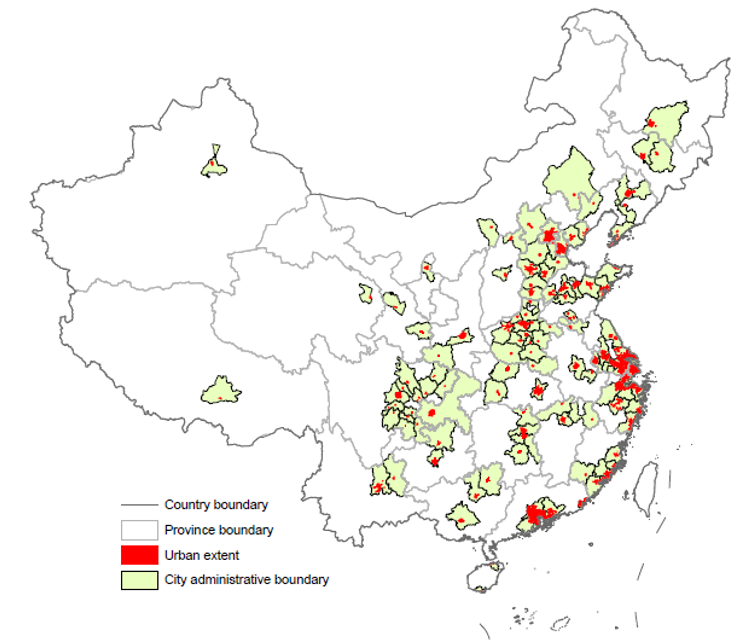 Country boundary
Province boundary
Urban extent
City administrative boundary